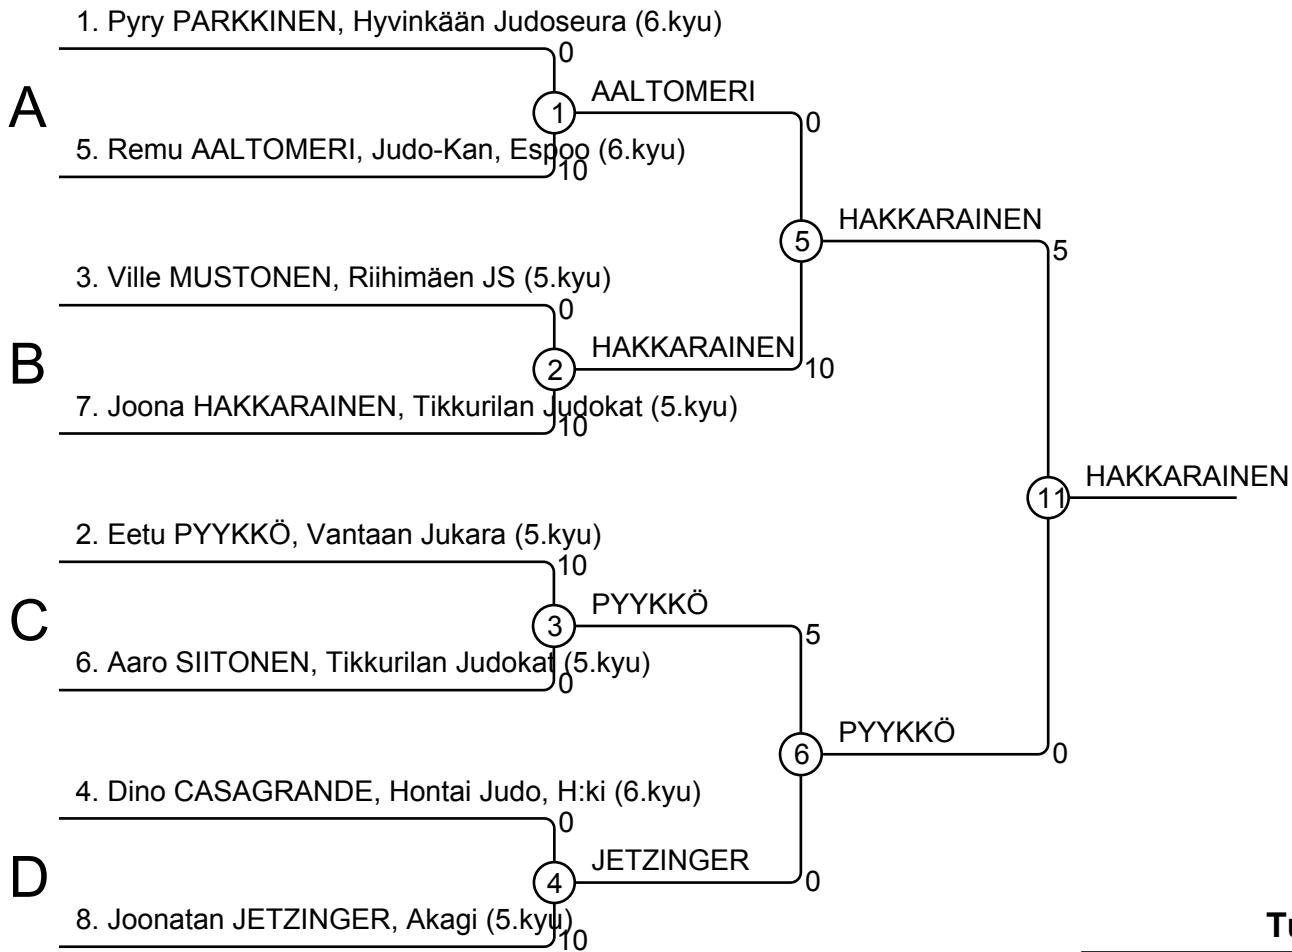 1. Pyry PARKKINEN, Hyvinkään Judoseura (6.kyu)
0
A
1
AALTOMERI
0
5. Remu AALTOMERI, Judo-Kan, Espoo (6.kyu)
10
5
HAKKARAINEN
5
3. Ville MUSTONEN, Riihimäen JS (5.kyu)
0
B
2
HAKKARAINEN
10
7. Joona HAKKARAINEN, Tikkurilan Judokat (5.kyu)
10
11
HAKKARAINEN
2. Eetu PYYKKÖ, Vantaan Jukara (5.kyu)
10
C
3
PYYKKÖ
5
6. Aaro SIITONEN, Tikkurilan Judokat (5.kyu)
0
6
PYYKKÖ
0
4. Dino CASAGRANDE, Hontai Judo, H:ki (6.kyu)
0
D
4
JETZINGER
0
8. Joonatan JETZINGER, Akagi (5.kyu)
10